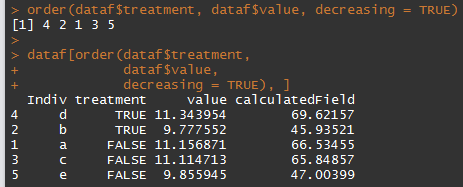 > order(dataf$treatment, dataf$value, decreasing = TRUE)
[1] 4 2 1 3 5
>
> dataf[order(dataf$treatment,
+ dataf$value,
+ decreasing = TRUE), ]
Indiv treatment value calculatedField
4 d TRUE 11.343954 69.62157
2 b TRUE 9.777552 45.93521
1 a FALSE 11.156871 66.53455
3 c FALSE 11.114713 65.84857
5 e FALSE 9.855945 47.00399